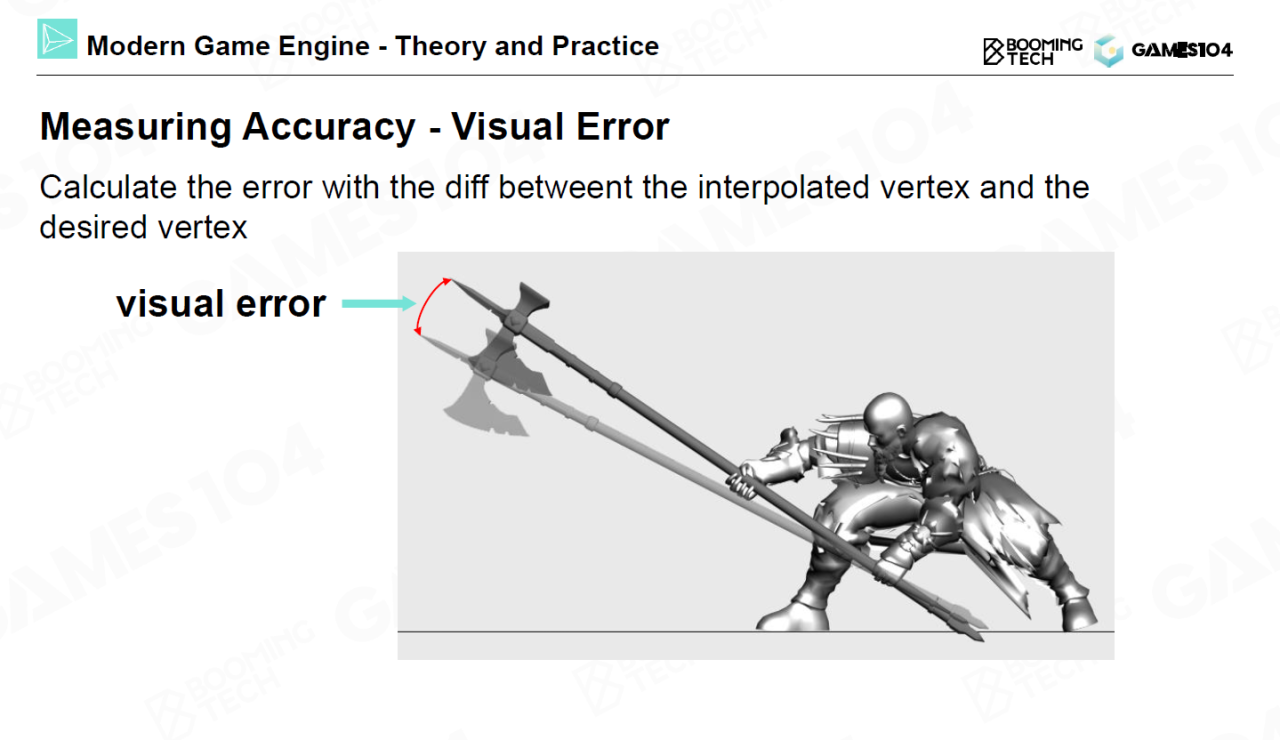 Modern Game Engine - Theory and Practice
BOOMING
TECH
GAMES104
Measuring Accuracy - Visual Error
Calculate the error with the diff betweent the interpolated vertex and the
desired vertex
visual error